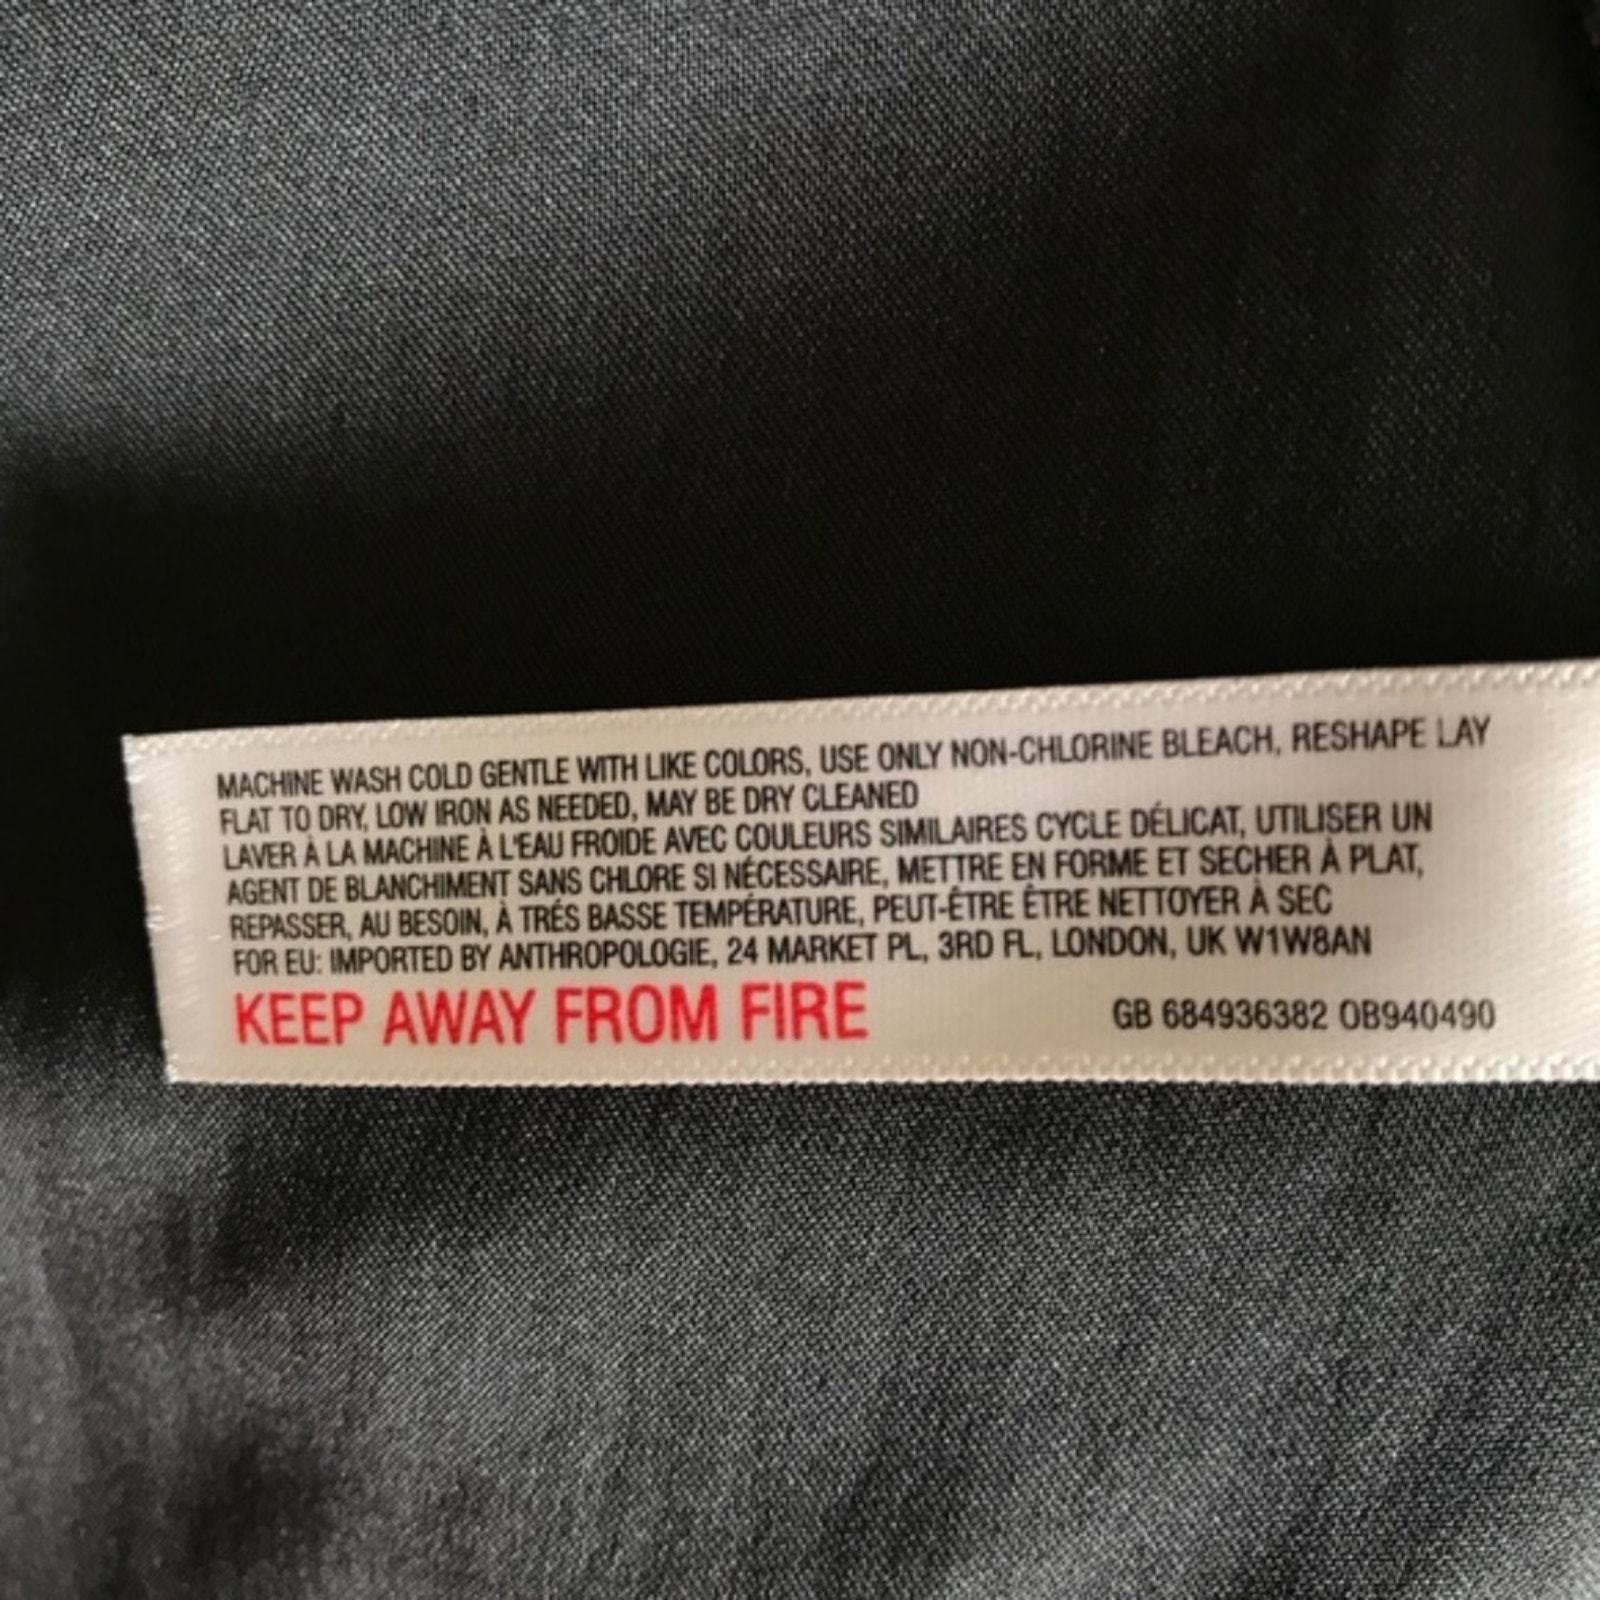 MACHINE WASH COLD GENTLE WITH LIKE COLORS, USE ONLY NON-CHLORINE BLEACH, RESHAPE LAY
FLAT TO DRY, LOW IRON AS NEEDED, MAY BE DRY CLEANED
LAVER À LA MACHINE À L'EAU FROIDE AVEC COULEURS SIMILAIRES CYCLE DÉLICAT, UTILISER UN
AGENT DE BLANCHIMENT SANS CHLORE SI NÉCESSAIRE, METTRE EN FORME ET SECHER À PLAT,
REPASSER, AU BESOIN, À TRÉS BASSE TEMPÉRATURE, PEUT-ÊTRE ÊTRE NETTOYER À SEC
FOR EU: IMPORTED BY ANTHROPOLOGIE, 24 MARKET PL, 3RD FL, LONDON, UK W1W8AN
KEEP AWAY FROM FIRE GB 684936382 OB940490